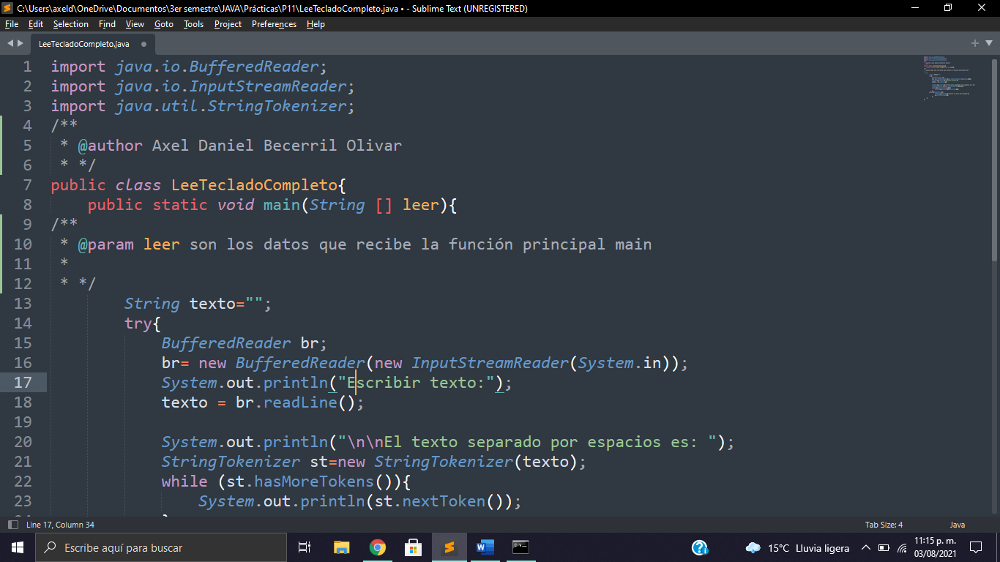 C:\Users\axeld\OneDrive\Documentos\3er semestre\JAVA\Prácticas\P11\LeeTecladoCompleto.java • - Sublime Text (UNREGISTERED)
File Edit Selection Find View Goto Tools Project Preferences Help
LeeTecladoCompleto.java
1 import java.io.BufferedReader;
2 import java.io.InputStreamReader;
3 import java.util.StringTokenizer;
4 /**
5  * @author Axel Daniel Becerril Olivar
6  * */
7 public class LeeTecladoCompleto{
8     public static void main(String [] leer){
9 /**
10  * @param leer son los datos que recibe la función principal main
11  *
12  * */
13         String texto="";
14         try{
15             BufferedReader br;
16             br= new BufferedReader(new InputStreamReader(System.in));
17             System.out.println("Escribir texto:");
18             texto = br.readLine();
19
20             System.out.println("\n\nEl texto separado por espacios es: ");
21             StringTokenizer st=new StringTokenizer(texto);
22             while (st.hasMoreTokens()){
23                 System.out.println(st.nextToken());
Line 17, Column 34 Tab Size: 4 Java
Escribe aquí para buscar
15°C Lluvia ligera
11:15 p. m.
03/08/2021